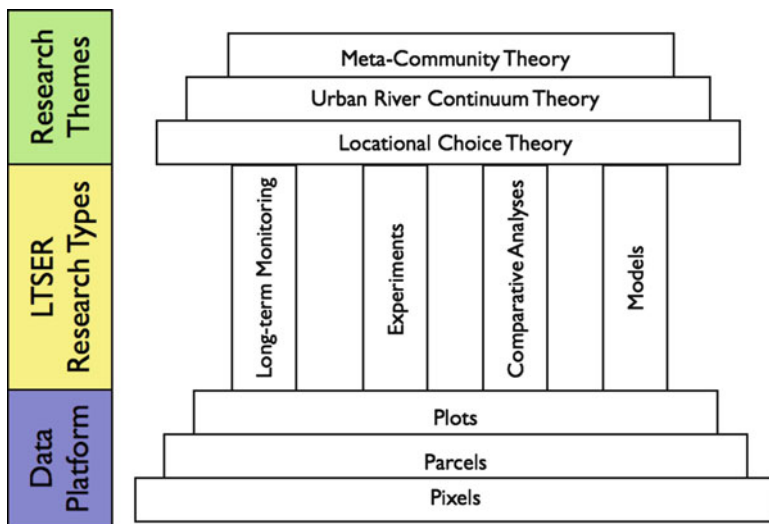 Research
Themes
Meta-Community Theory
Urban River Continuum Theory
Locational Choice Theory
LTSER
Research Types
Long-term Monitoring
Experiments
Comparative Analyses
Models
Data
Platform
Plots
Parcels
Pixels